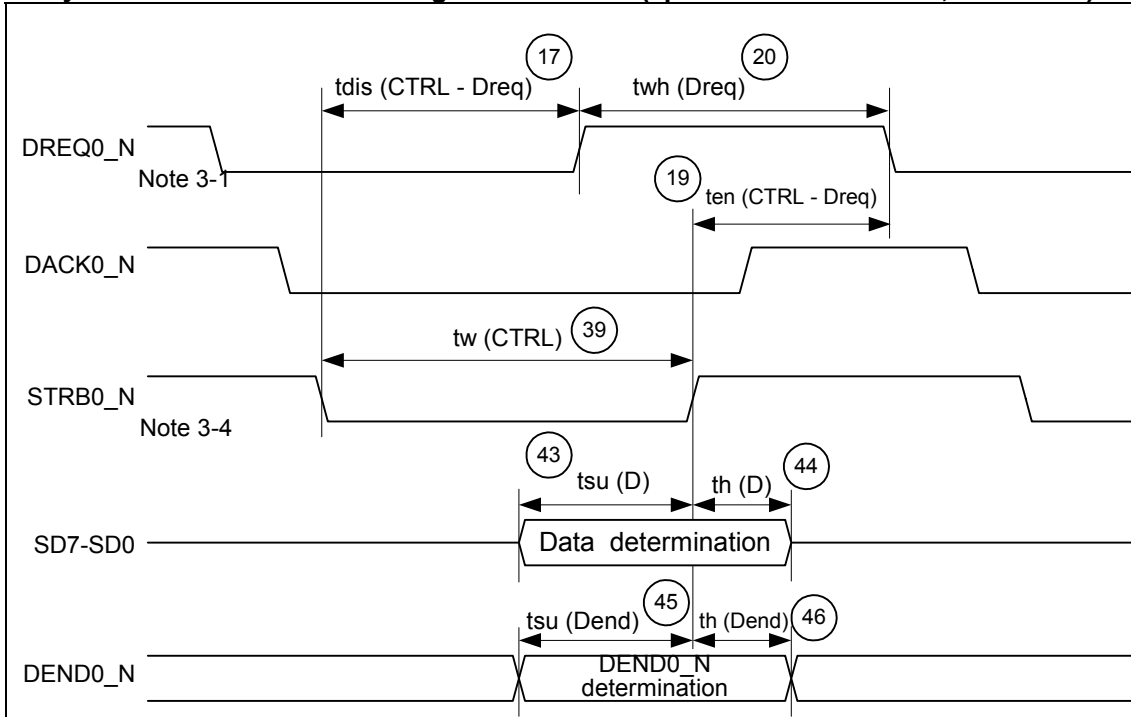 17
20
tdis (CTRL - Dreq)
twh (Dreq)
DREQ0_N
Note 3-1
19
ten (CTRL - Dreq)
DACK0_N
tw (CTRL)
39
STRB0_N
Note 3-4
43
44
tsu (D)
th (D)
SD7-SD0
Data determination
45
46
tsu (Dend)
th (Dend)
DEND0_N
DEND0_N
determination